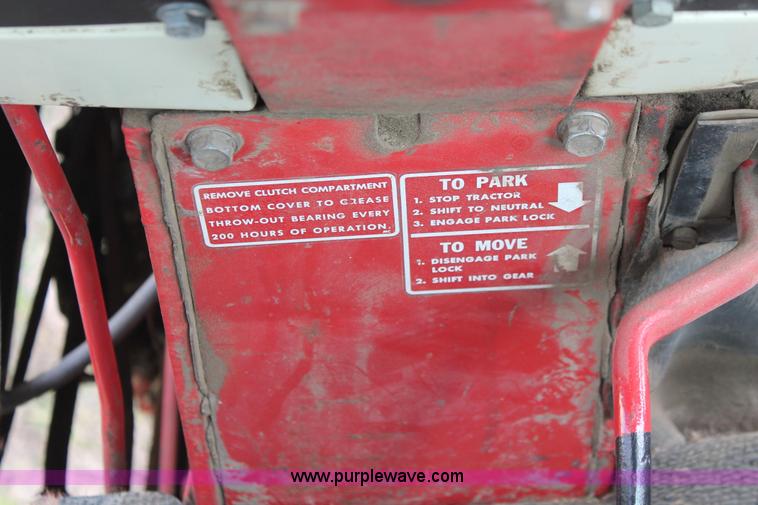 REMOVE CLUTCH COMPARTMENT
BOTTOM COVER TO GREASE
THROW-OUT BEARING EVERY
200 HOURS OF OPERATION.
TO PARK
1. STOP TRACTOR
2. SHIFT TO NEUTRAL
3. ENGAGE PARK LOCK
TO MOVE
1. DISENGAGE PARK
LOCK
2. SHIFT INTO GEAR
www.purplewave.com